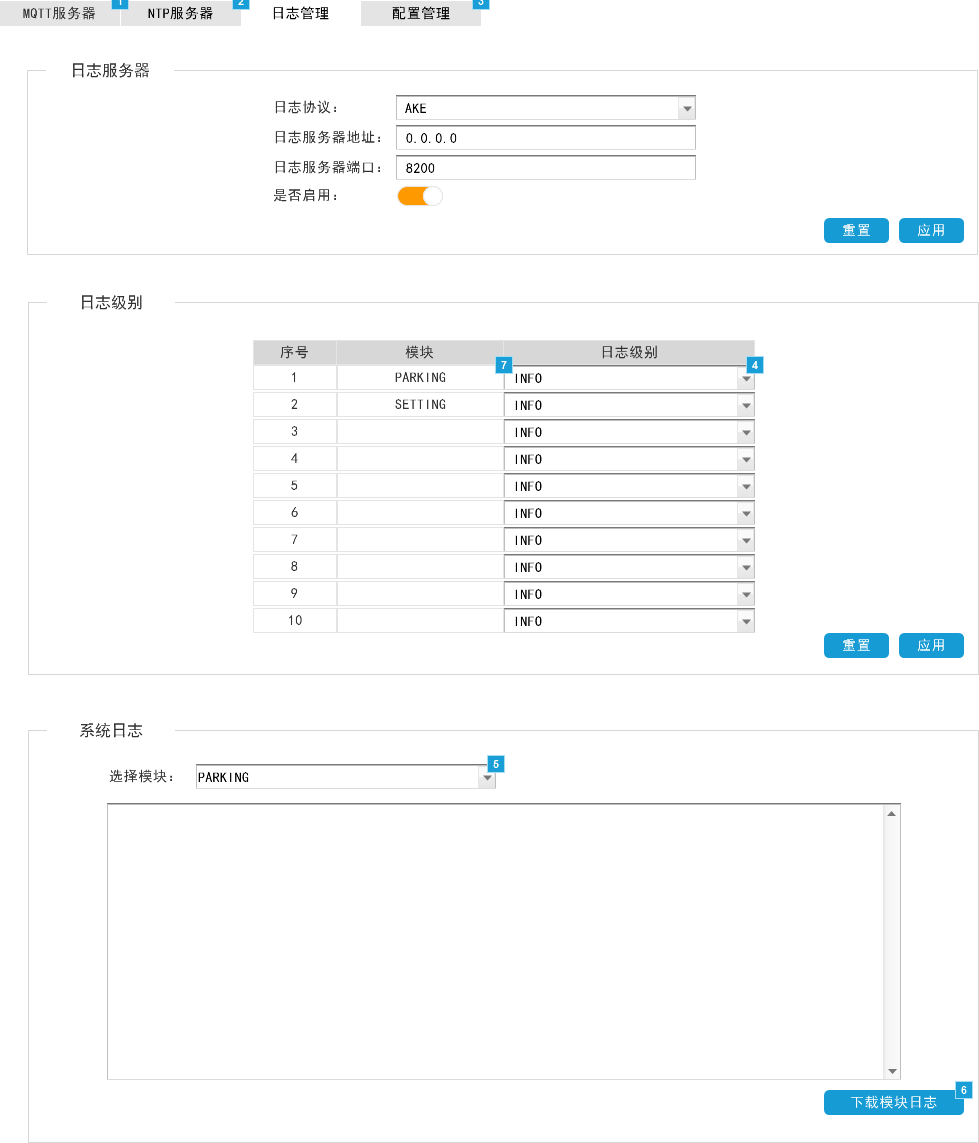 MQTT服务器 1 NTP服务器 2 日志管理 配置管理 3
日志服务器
日志协议： AKE
日志服务器地址： 0.0.0.0
日志服务器端口： 8200
是否启用：
重置 应用
日志级别
序号 模块 日志级别
1 PARKING 7 INFO 4
2 SETTING INFO
3 INFO
4 INFO
5 INFO
6 INFO
7 INFO
8 INFO
9 INFO
10 INFO
重置 应用
系统日志
选择模块： PARKING 5
下载模块日志 6